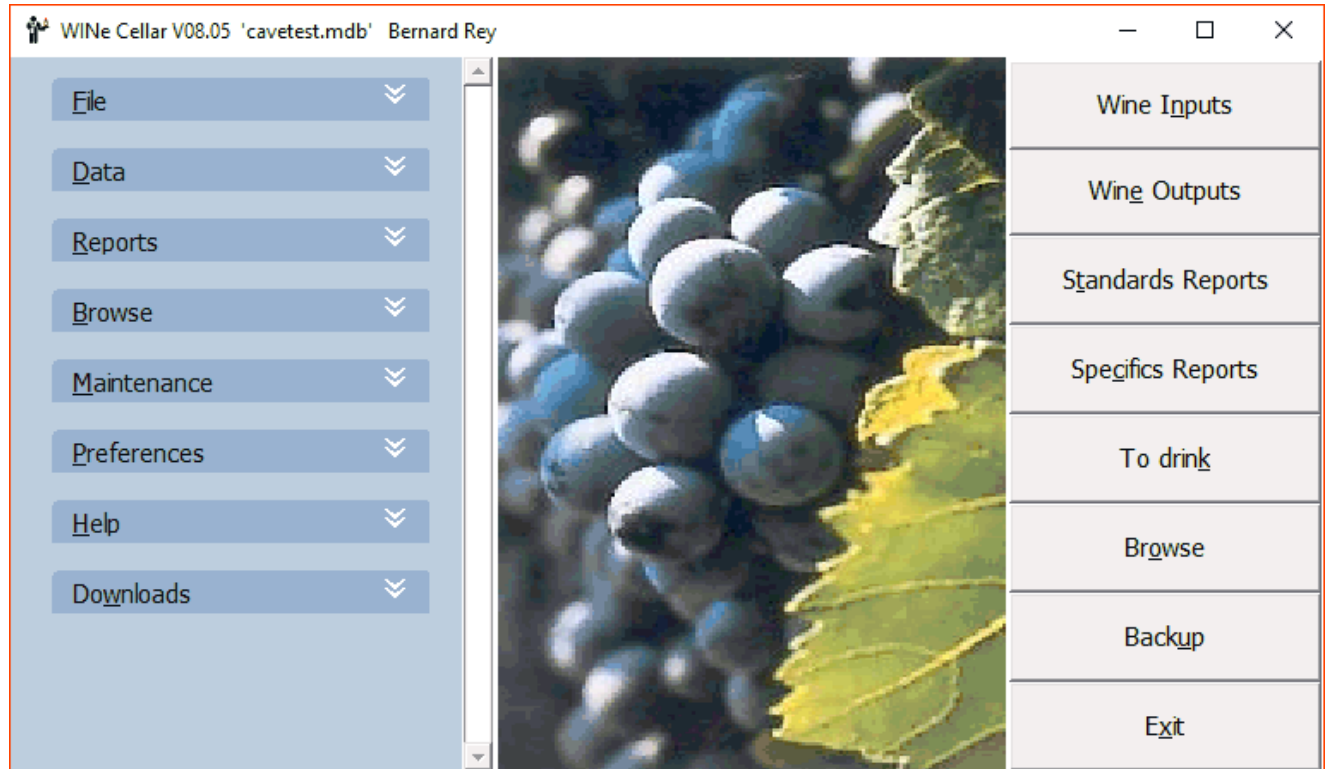 WINe Cellar V08.05 'cavetest.mdb' Bernard Rey
File
Data
Reports
Browse
Maintenance
Preferences
Help
Downloads
Wine Inputs
Wine Outputs
Standards Reports
Specifics Reports
To drink
Browse
Backup
Exit